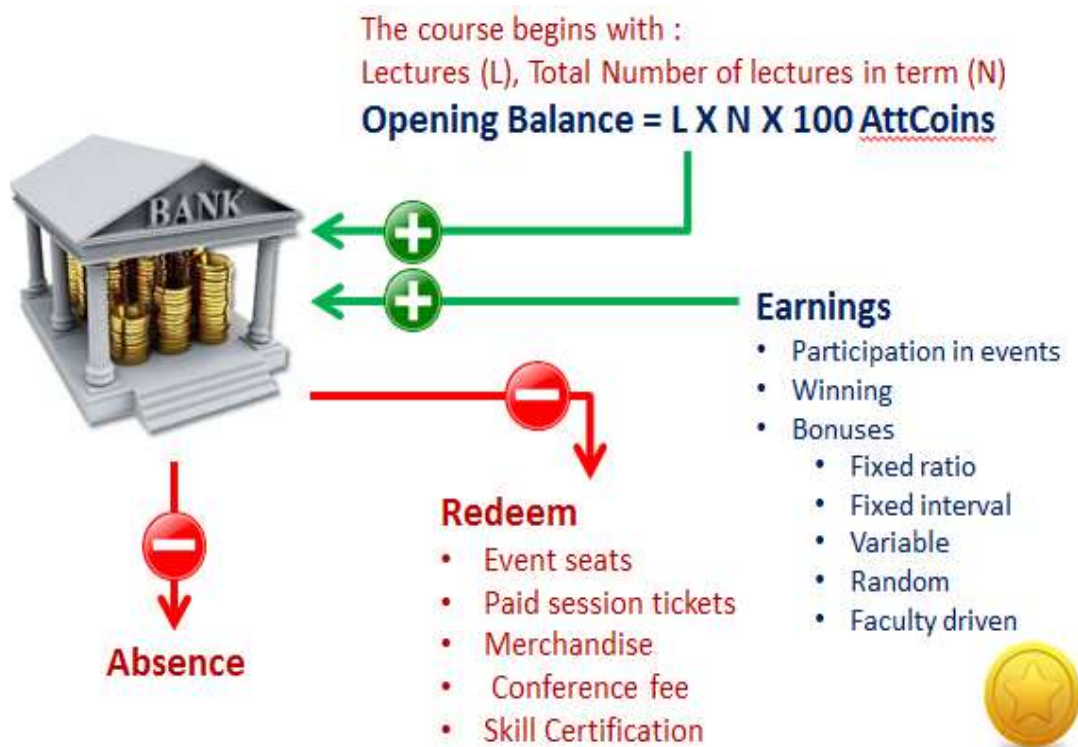 The course begins with :
Lectures (L), Total Number of lectures in term (N)
Opening Balance = L X N X 100 AttCoins
BANK
Earnings
• Participation in events
• Winning
• Bonuses
• Fixed ratio
• Fixed interval
• Variable
• Random
• Faculty driven
Redeem
• Event seats
• Paid session tickets
• Merchandise
• Conference fee
• Skill Certification
Absence